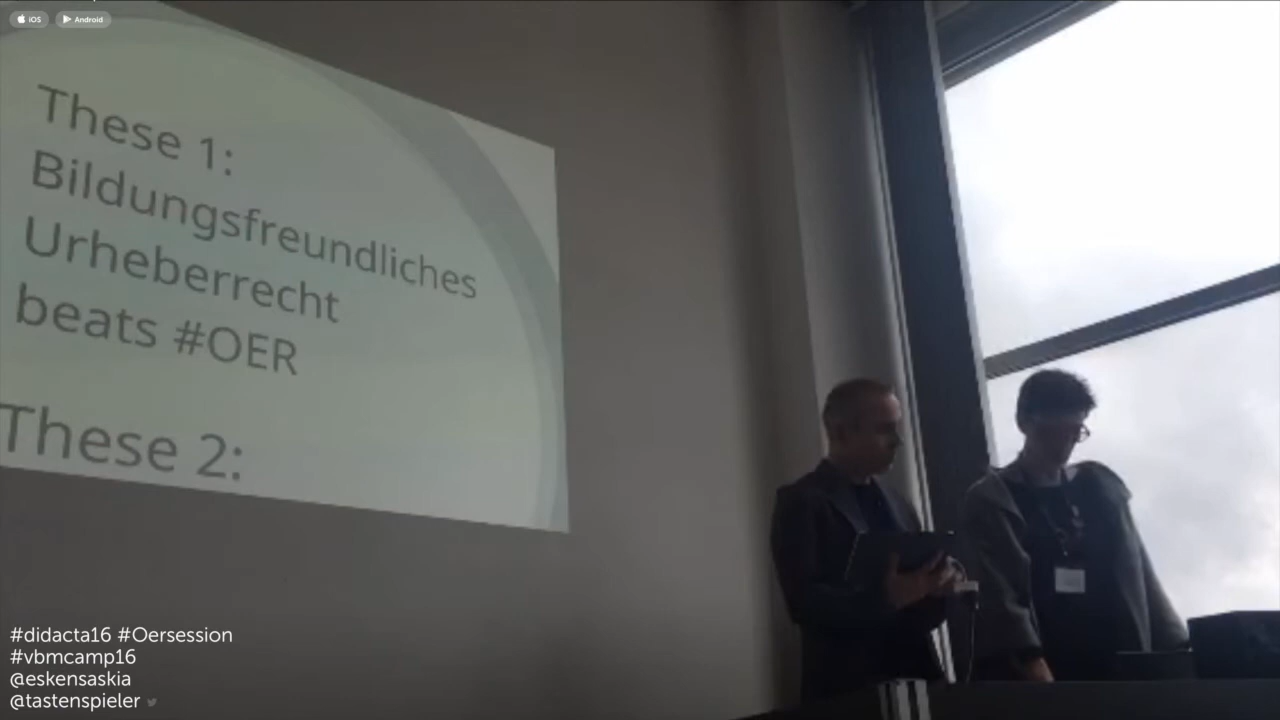 iOS
Android
These 1:
Bildungsfreundliches
Urheberrecht
beats #OER
These 2:
#didacta16 #Oersession
#vbmcamp16
@eskensaskia
@tastenspieler